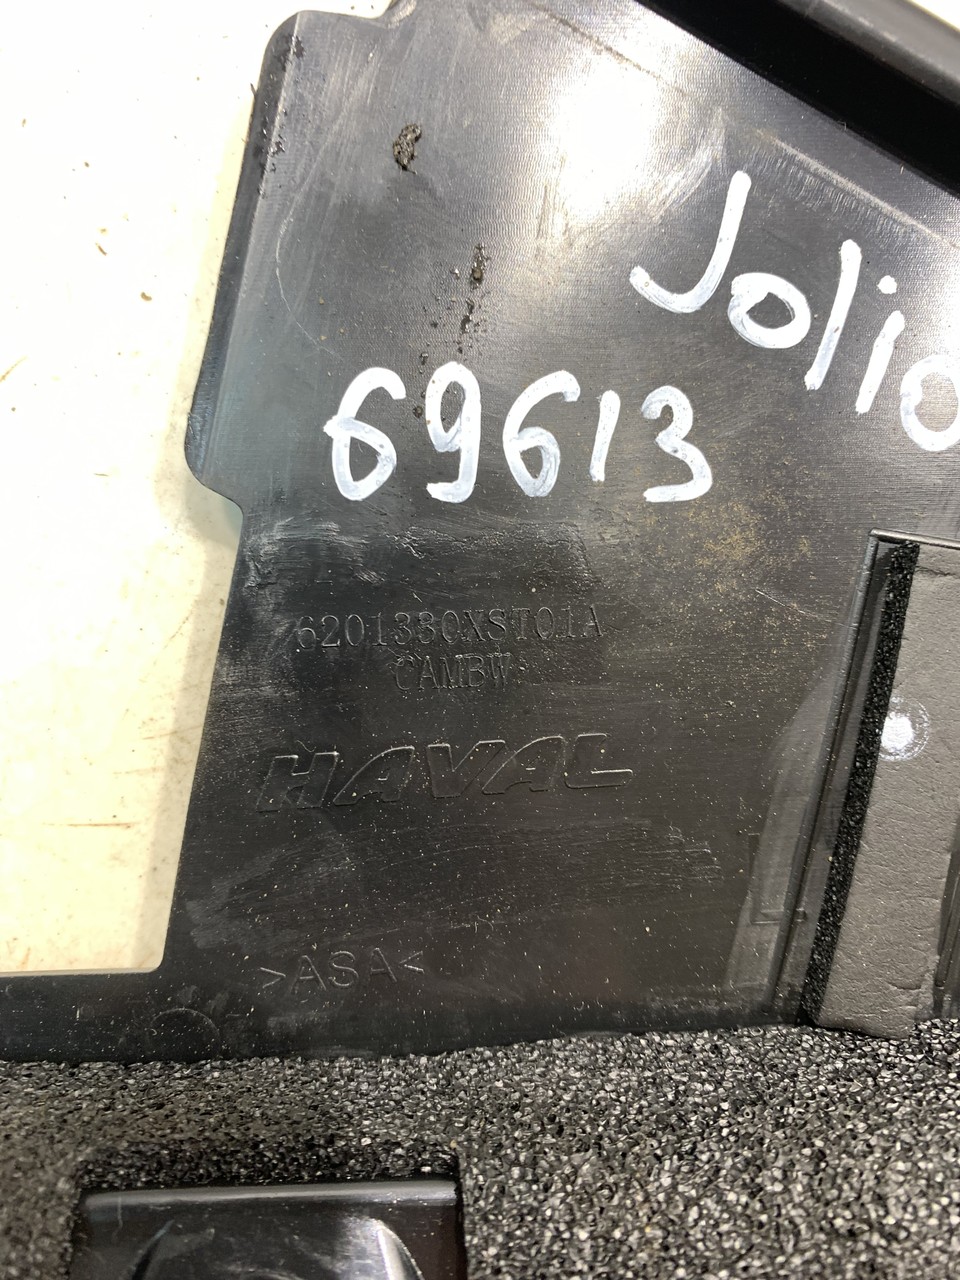 Jolio
69613
6201330XST01A
CAMBW
HAVAL
>ASA<